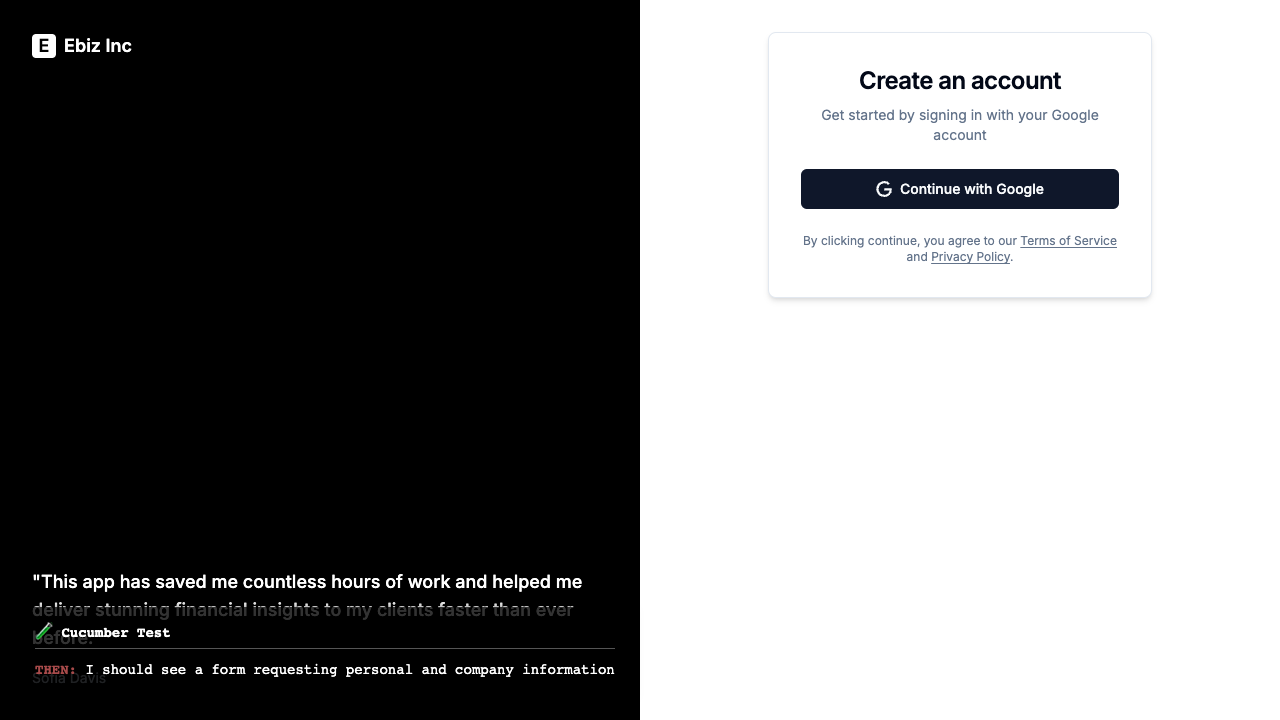 E Ebiz Inc
"This app has saved me countless hours of work and helped me
deliver stunning financial insights to my clients faster than ever
before."
Cucumber Test
THEN: I should see a form requesting personal and company information
Sofia Davis
Create an account
Get started by signing in with your Google
account
Continue with Google
By clicking continue, you agree to our Terms of Service
and Privacy Policy.